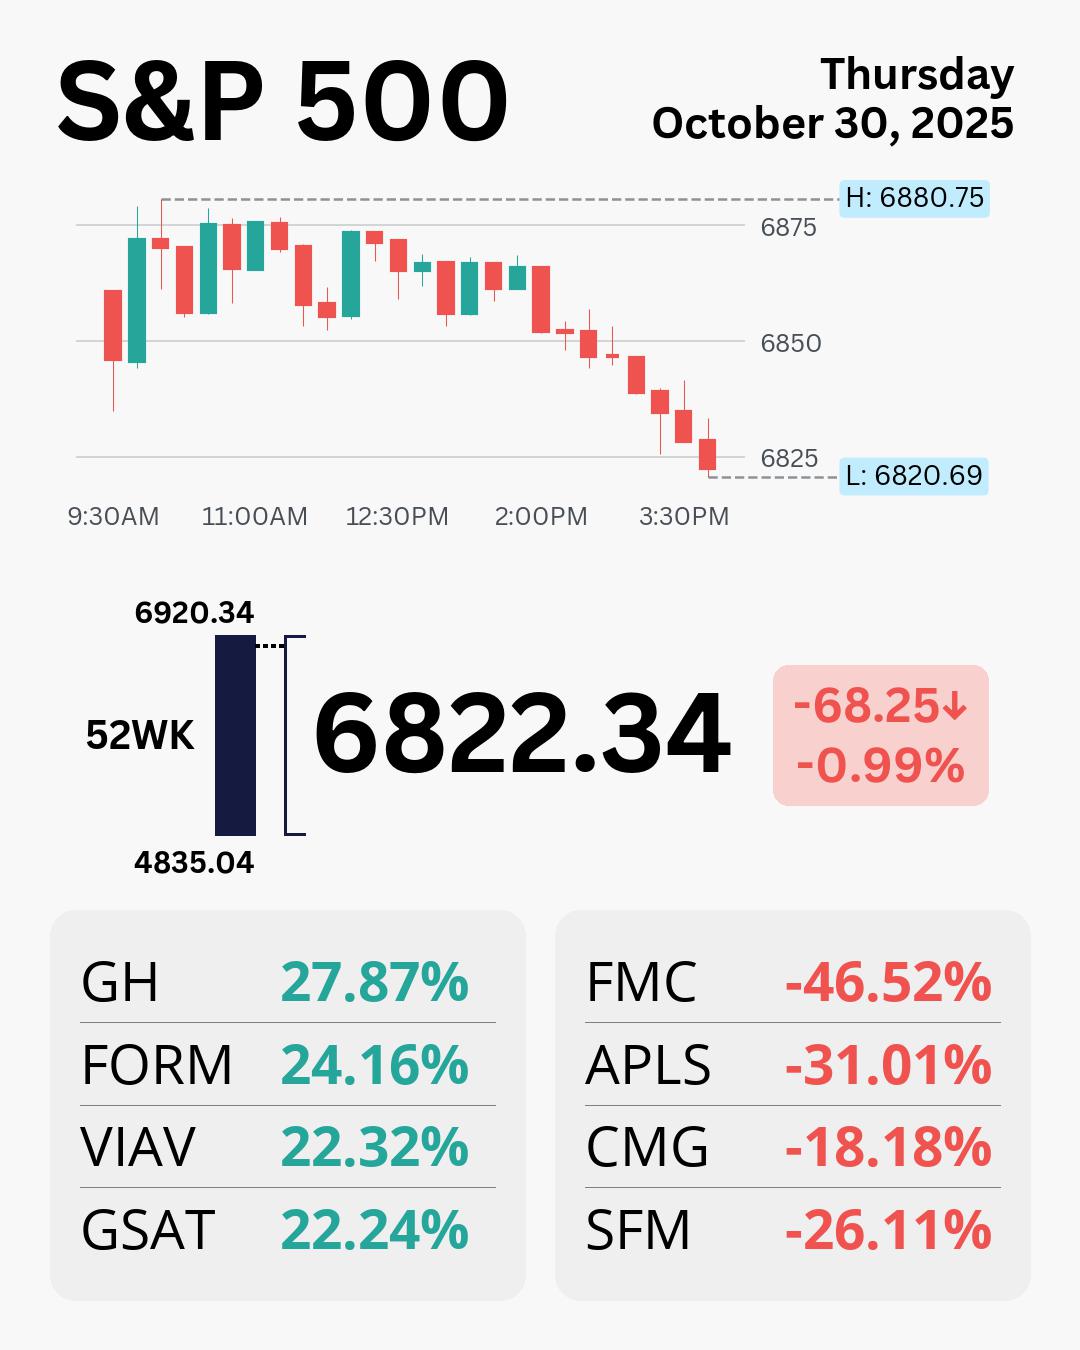 S&P 500
Thursday
October 30, 2025
H: 6880.75
6875
6850
6825
L: 6820.69
9:30AM 11:00AM 12:30PM 2:00PM 3:30PM
6920.34
52WK
6822.34
-68.25↓
-0.99%
4835.04
GH 27.87%
FORM 24.16%
VIAV 22.32%
GSAT 22.24%
FMC -46.52%
APLS -31.01%
CMG -18.18%
SFM -26.11%